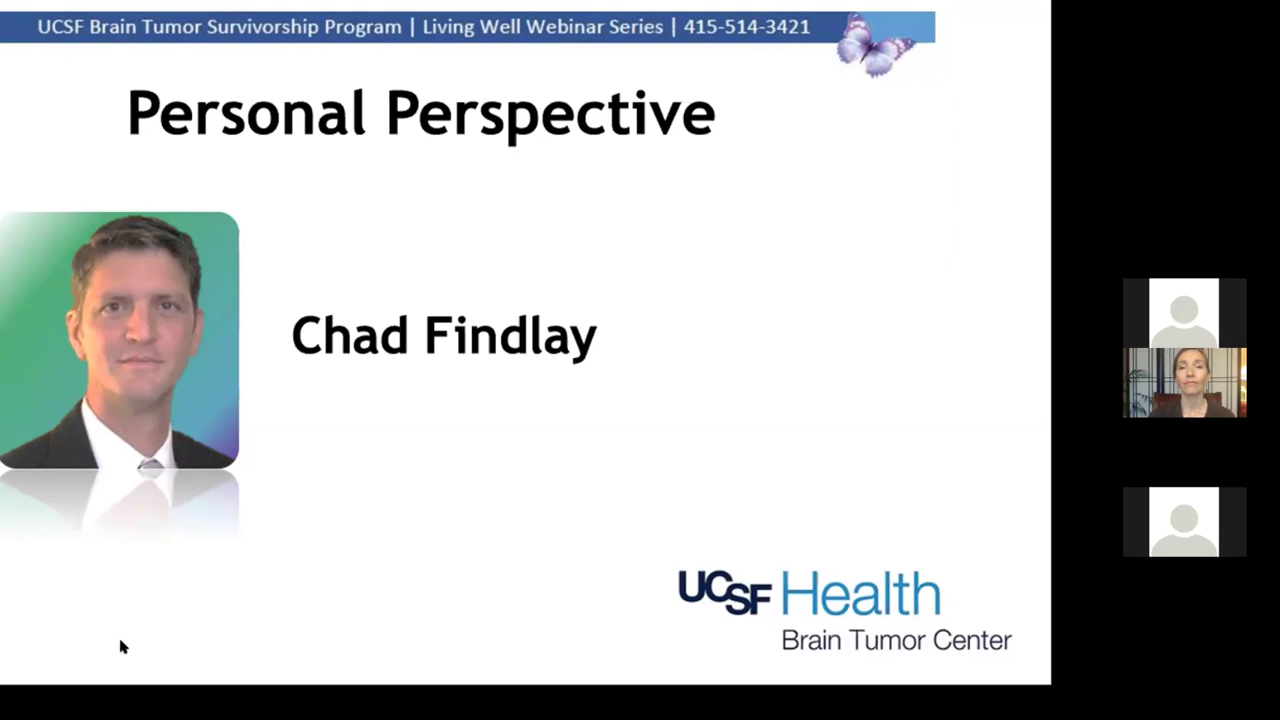 UCSF Brain Tumor Survivorship Program | Living Well Webinar Series | 415-514-3421
Personal Perspective
Chad Findlay
UCSF Health
Brain Tumor Center